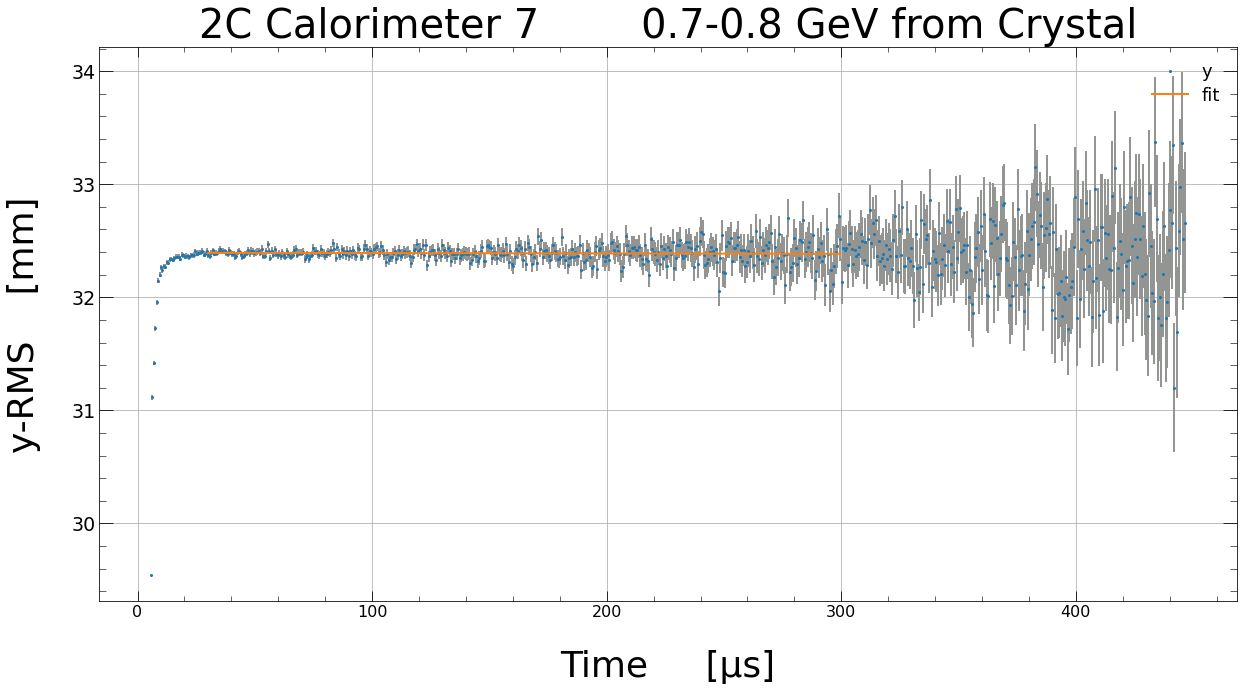 2C Calorimeter 7 0.7-0.8 GeV from Crystal
y-RMS [mm]
34
33
32
31
30
y
fit
0 100 200 300 400
Time [μs]